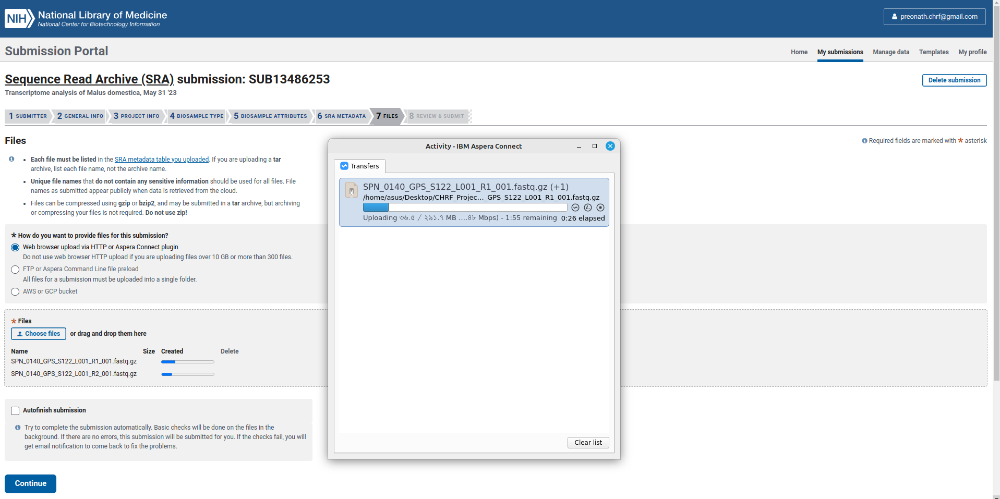 NIH National Library of Medicine
National Center for Biotechnology Information
preonath.chrf@gmail.com
Submission Portal
Home My submissions Manage data Templates My profile
Sequence Read Archive (SRA) submission: SUB13486253
Delete submission
Transcriptome analysis of Malus domestica, May 31 '23
1 SUBMITTER 2 GENERAL INFO 3 PROJECT INFO 4 BIOSAMPLE TYPE 5 BIOSAMPLE ATTRIBUTES 6 SRA METADATA 7 FILES 8 REVIEW & SUBMIT
Files
Required fields are marked with * asterisk
• Each file must be listed in the SRA metadata table you uploaded. If you are uploading a tar
archive, list each file name, not the archive name.
• Unique file names that do not contain any sensitive information should be used for all files. File
names as submitted appear publicly when data is retrieved from the cloud.
• Files can be compressed using gzip or bzip2, and may be submitted in a tar archive, but archiving
or compressing your files is not required. Do not use zip!
* How do you want to provide files for this submission?
Web browser upload via HTTP or Aspera Connect plugin
Do not use web browser HTTP upload if you are uploading files over 10 GB or more than 300 files.
FTP or Aspera Command Line file preload
All files for a submission must be uploaded into a single folder.
AWS or GCP bucket
* Files
Choose files or drag and drop them here
Name Size Created Delete
SPN_0140_GPS_S122_L001_R1_001.fastq.gz
SPN_0140_GPS_S122_L001_R2_001.fastq.gz
Autofinish submission
Try to complete the submission automatically. Basic checks will be done on the files in the
background. If there are no errors, this submission will be submitted for you. If the checks fail, you will
get email notification to come back to fix the problems.
Continue
Activity - IBM Aspera Connect
Transfers
SPN_0140_GPS_S122_L001_R1_001.fastq.gz (+1)
/home/asus/Desktop/CHRF_Projec..._GPS_S122_L001_R1_001.fastq.gz
Uploading ৩৬.৫ / ২৯১.৭ MB ....৪৮ Mbps) - 1:55 remaining 0:26 elapsed
Clear list